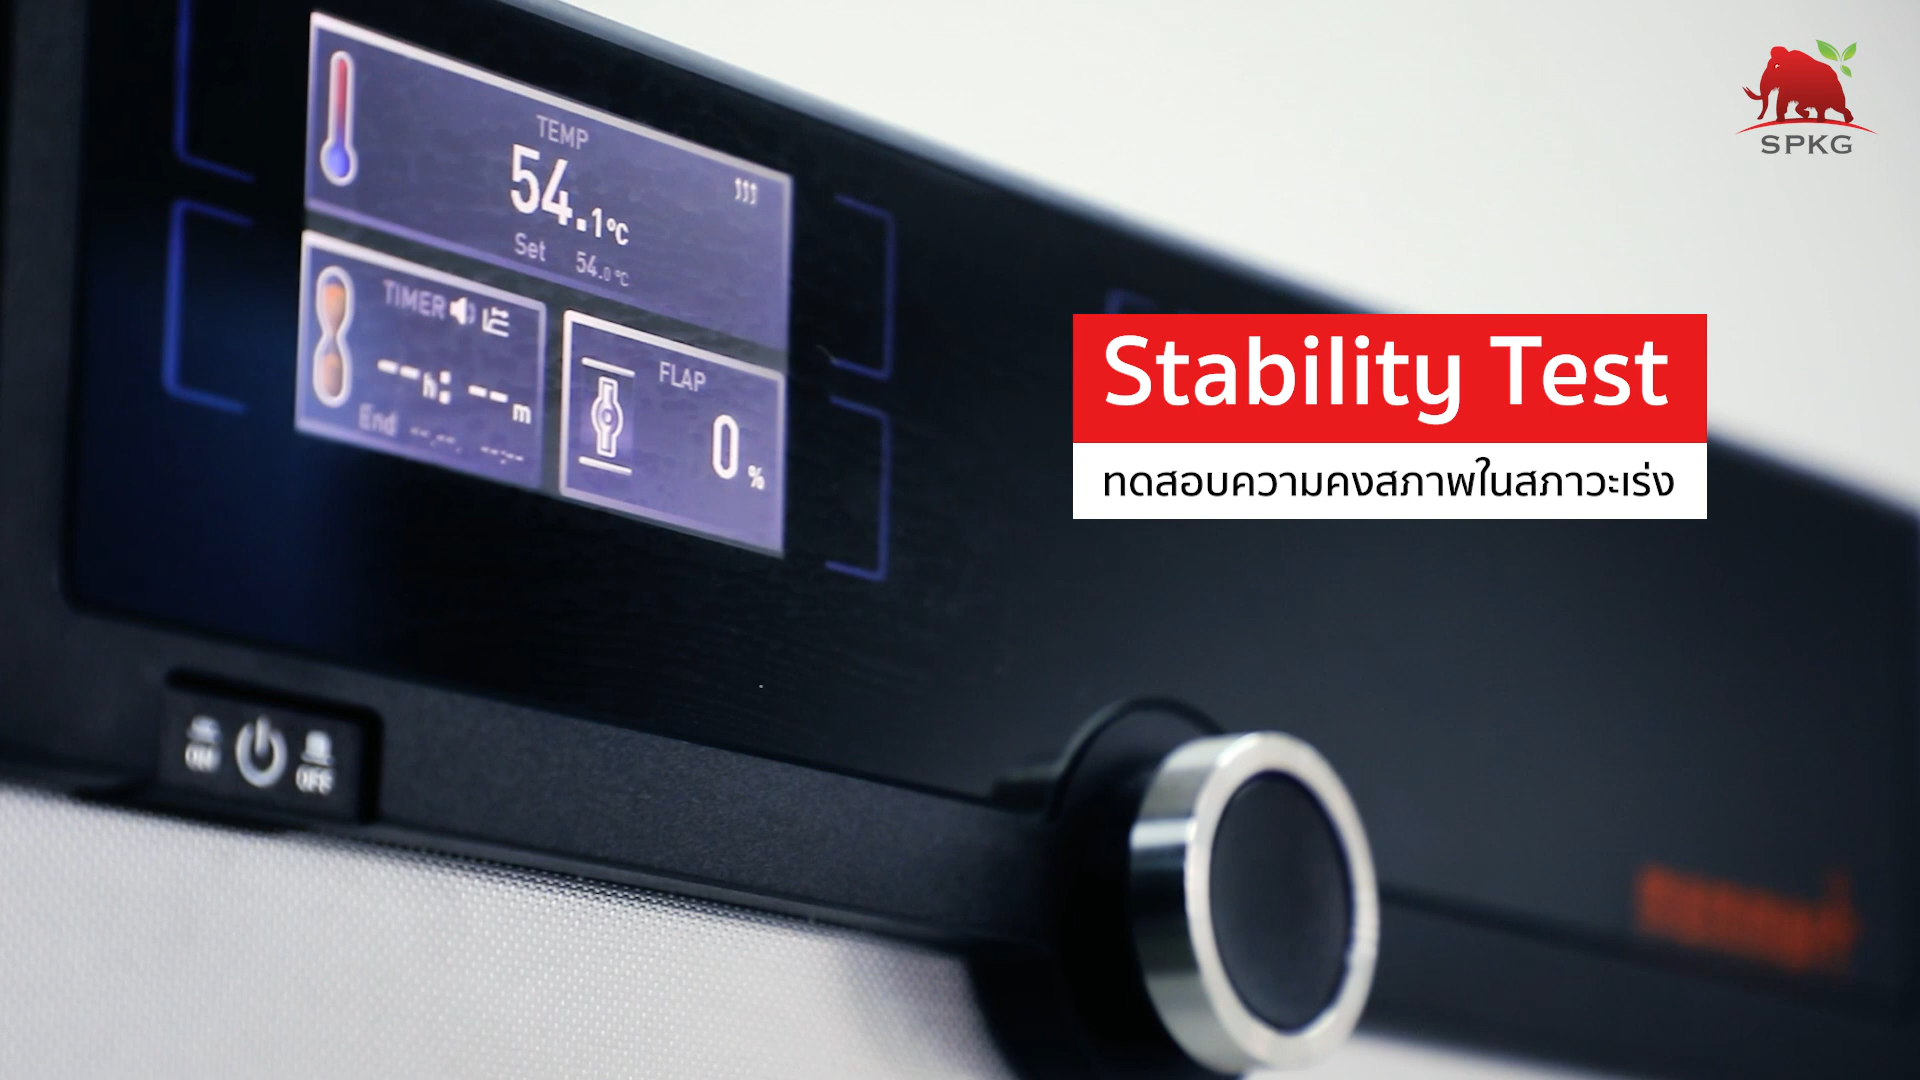 SPKG
TEMP
54.1°C
Set 54.0 °C
TIMER
--h: --m
End --.--. --:--
FLAP
0 %
Stability Test
ทดสอบความคงสภาพในสภาวะเร่ง
ON OFF
memmert